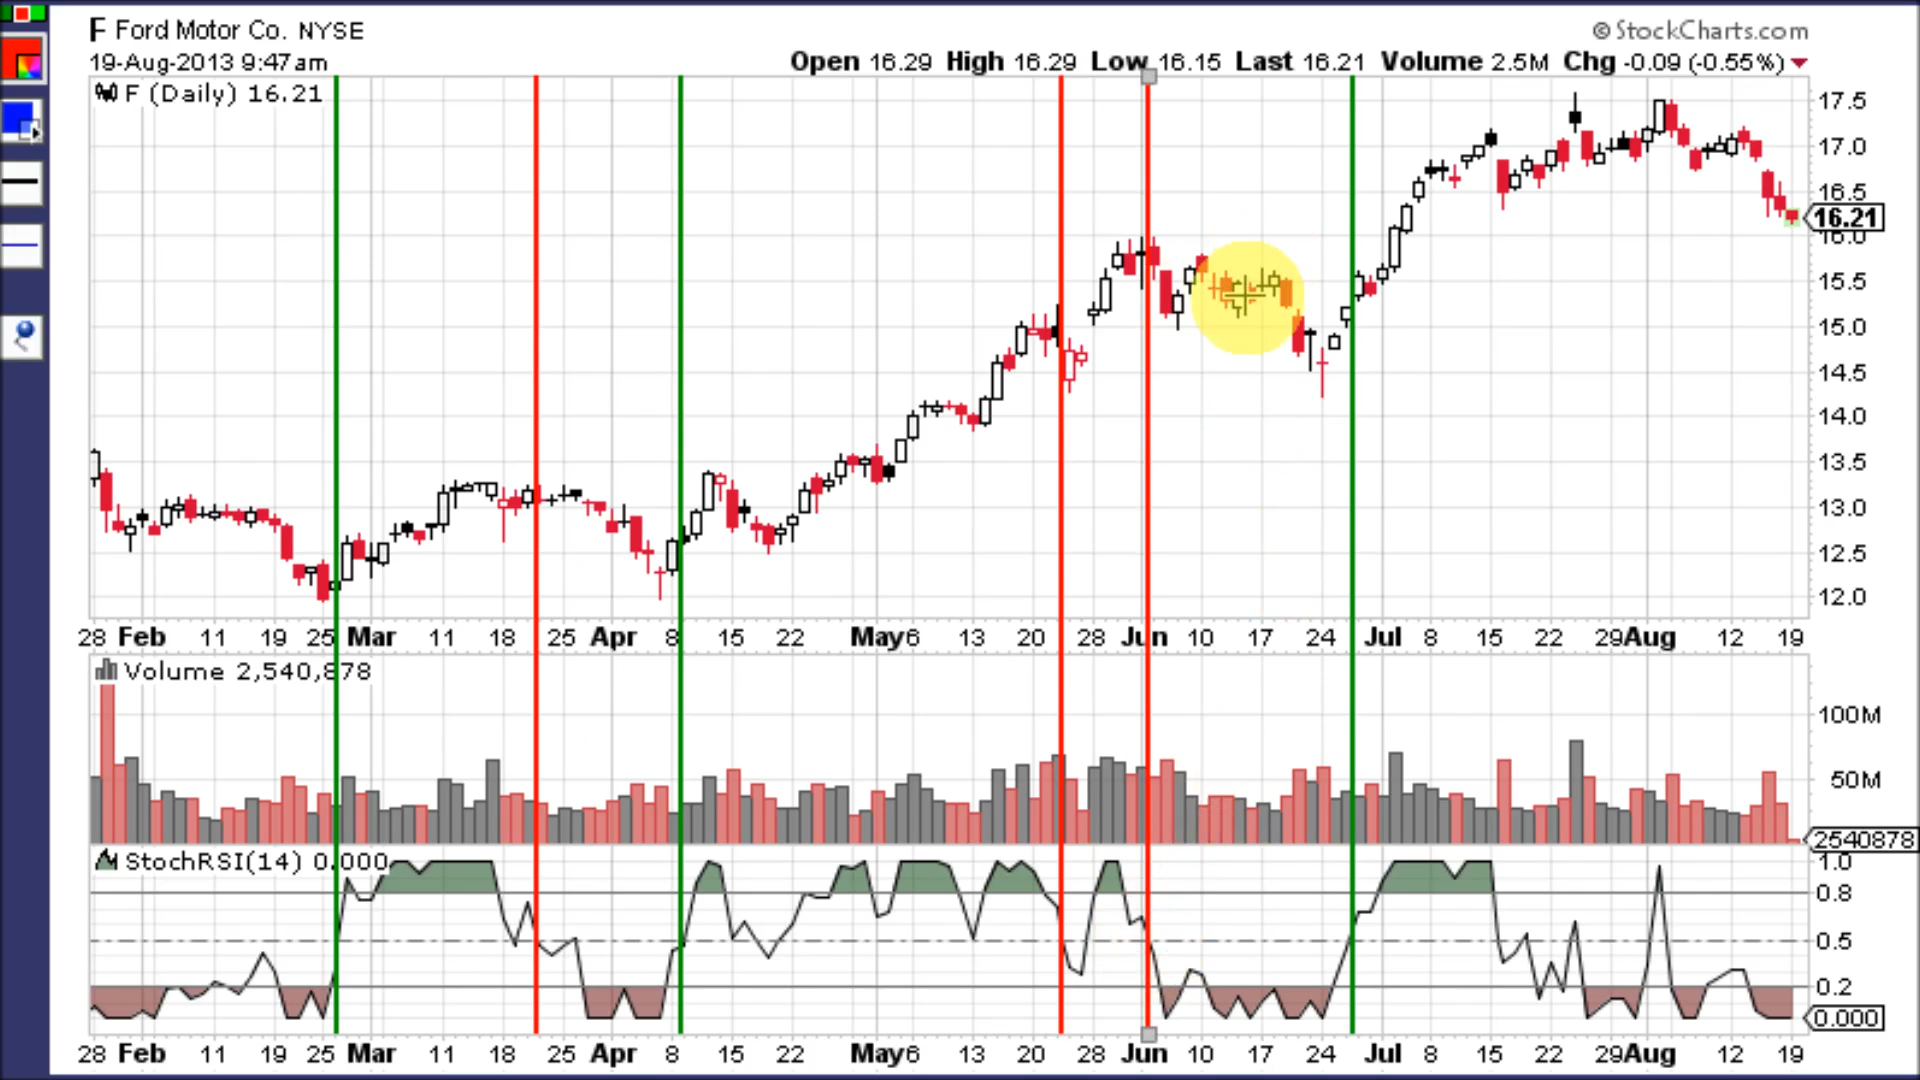 F Ford Motor Co. NYSE
© StockCharts.com
19-Aug-2013 9:47am
Open 16.29 High 16.29 Low 16.15 Last 16.21 Volume 2.5M Chg -0.09 (-0.55%)
F (Daily) 16.21
17.5
17.0
16.5
16.21
16.0
15.5
15.0
14.5
14.0
13.5
13.0
12.5
12.0
28 Feb 11 19 25 Mar 11 18 25 Apr 8 15 22 May 6 13 20 28 Jun 10 17 24 Jul 8 15 22 29 Aug 12 19
Volume 2,540,878
100M
50M
2540878
StochRSI(14) 0.000
1.0
0.8
0.5
0.2
0.000
28 Feb 11 19 25 Mar 11 18 25 Apr 8 15 22 May 6 13 20 28 Jun 10 17 24 Jul 8 15 22 29 Aug 12 19